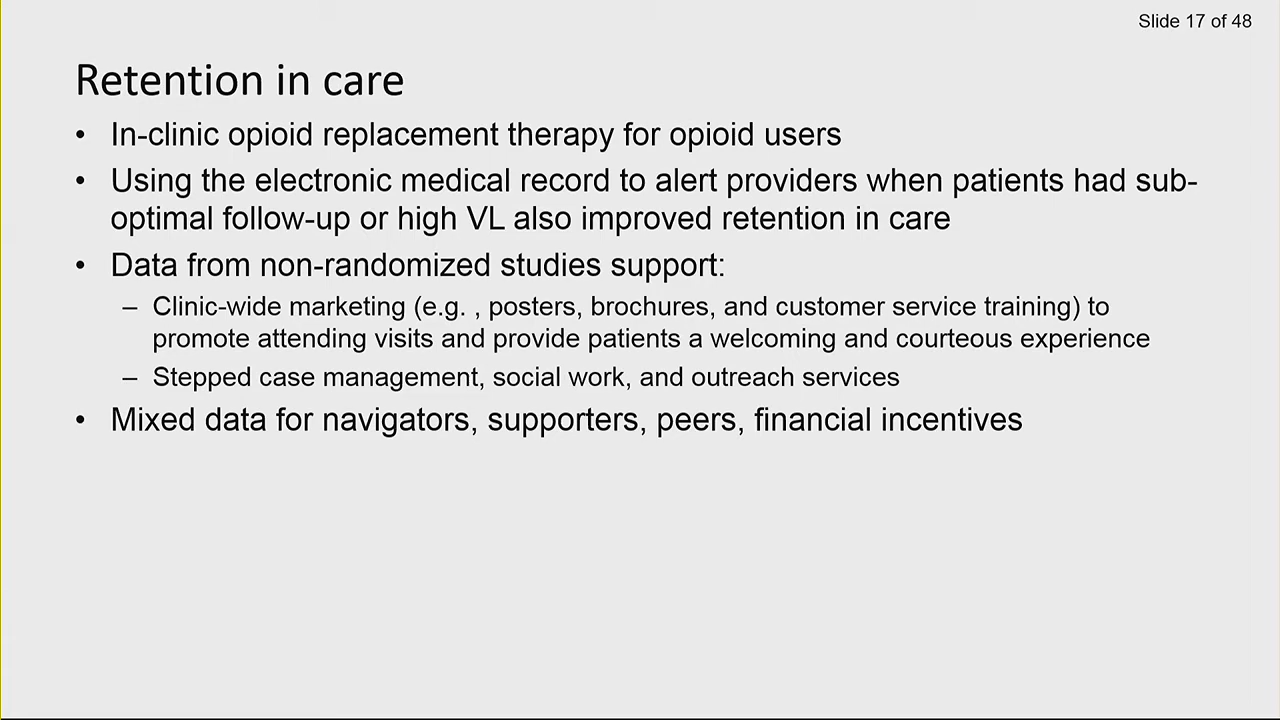 Slide 17 of 48
Retention in care
• In-clinic opioid replacement therapy for opioid users
• Using the electronic medical record to alert providers when patients had sub-
optimal follow-up or high VL also improved retention in care
• Data from non-randomized studies support:
– Clinic-wide marketing (e.g. , posters, brochures, and customer service training) to
promote attending visits and provide patients a welcoming and courteous experience
– Stepped case management, social work, and outreach services
• Mixed data for navigators, supporters, peers, financial incentives